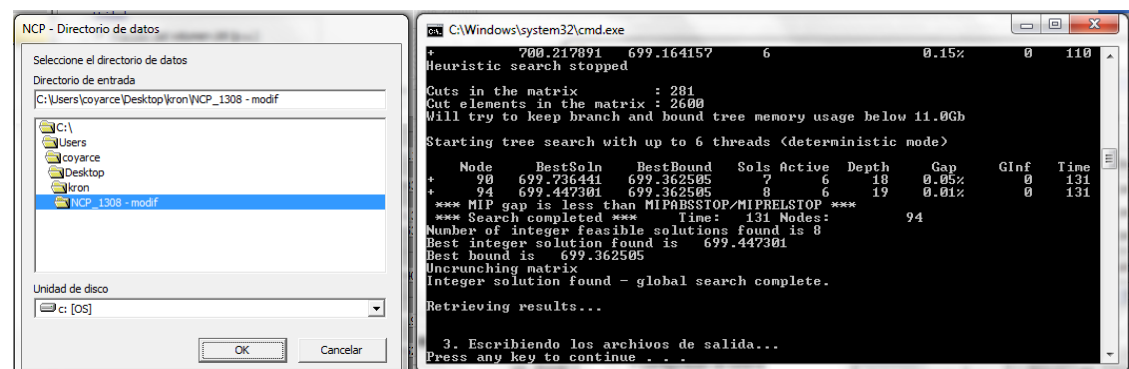 NCP - Directorio de datos
Seleccione el directorio de datos
Directorio de entrada
C:\Users\coyarce\Desktop\kron\NCP_1308 - modif
C:\
Users
coyarce
Desktop
kron
NCP_1308 - modif
Unidad de disco
c: [OS]
OK Cancelar
C:\Windows\system32\cmd.exe
+ 700.217891 699.164157 6 0.15% 0 110
Heuristic search stopped
Cuts in the matrix : 281
Cut elements in the matrix : 2600
Will try to keep branch and bound tree memory usage below 11.0Gb
Starting tree search with up to 6 threads (deterministic mode)
Node BestSoln BestBound Sols Active Depth Gap GInf Time
+ 90 699.736441 699.362505 7 6 18 0.05% 0 131
+ 94 699.447301 699.362505 8 6 19 0.01% 0 131
*** MIP gap is less than MIPABSSTOP/MIPRELSTOP ***
*** Search completed *** Time: 131 Nodes: 94
Number of integer feasible solutions found is 8
Best integer solution found is 699.447301
Best bound is 699.362505
Uncrunching matrix
Integer solution found - global search complete.
Retrieving results...
3. Escribiendo los archivos de salida...
Press any key to continue . . .